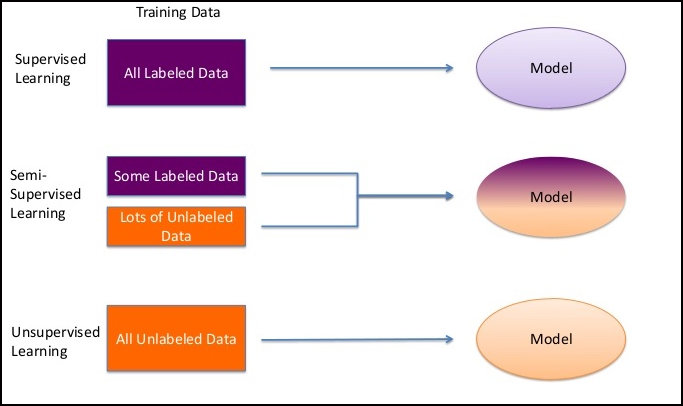 Training Data
Supervised
Learning
All Labeled Data
Model
Semi-
Supervised
Learning
Some Labeled Data
Lots of Unlabeled
Data
Model
Unsupervised
Learning
All Unlabeled Data
Model